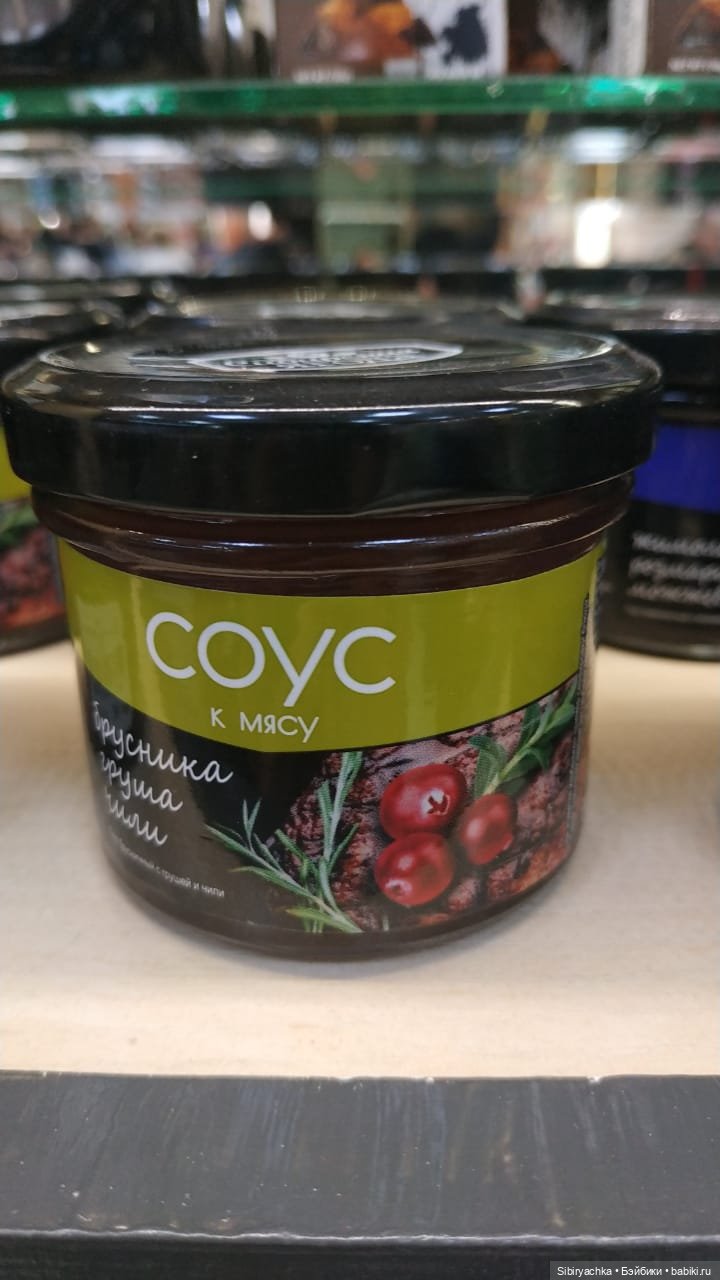 соус
к мясу
брусника
груша
чили
с грушей и чили
Sibiryachka • Бэйбики • babiki.ru